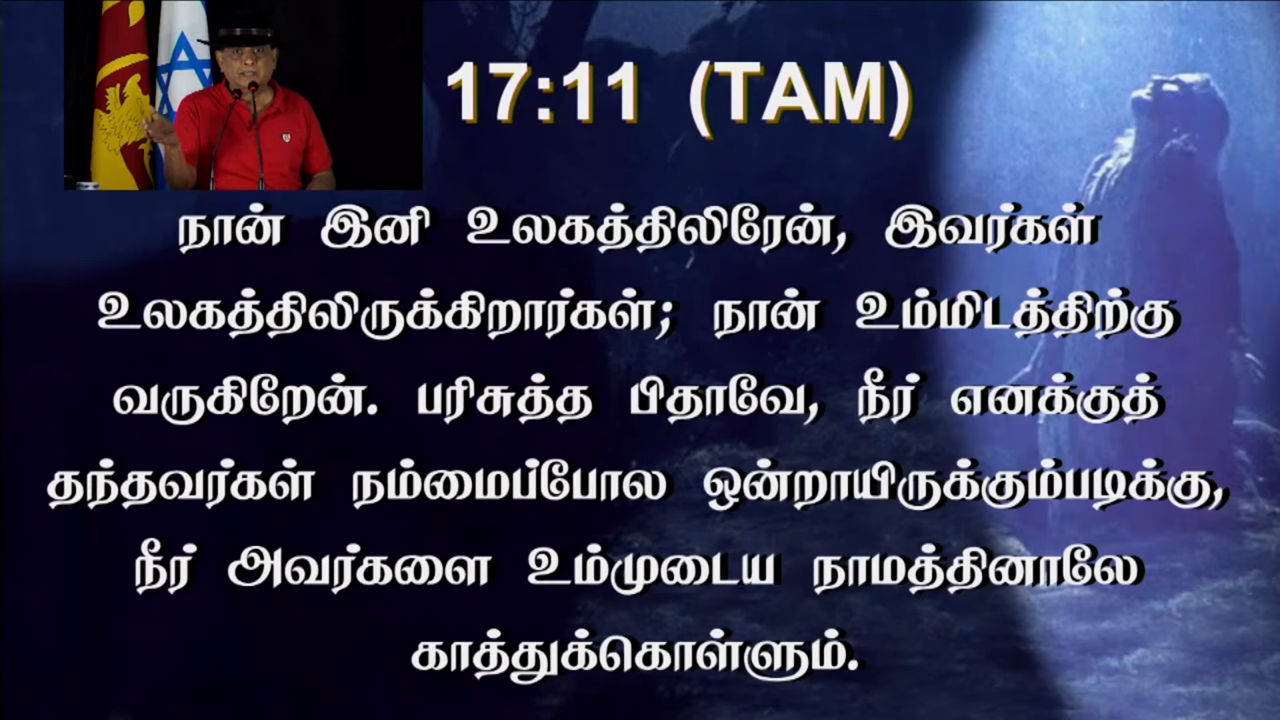 17:11 (TAM)
நான் இனி உலகத்திலிரேன், இவர்கள்
உலகத்திலிருக்கிறார்கள்; நான் உம்மிடத்திற்கு
வருகிறேன். பரிசுத்த பிதாவே, நீர் எனக்குத்
தந்தவர்கள் நம்மைப்போல ஒன்றாயிருக்கும்படிக்கு,
நீர் அவர்களை உம்முடைய நாமத்தினாலே
காத்துக்கொள்ளும்.